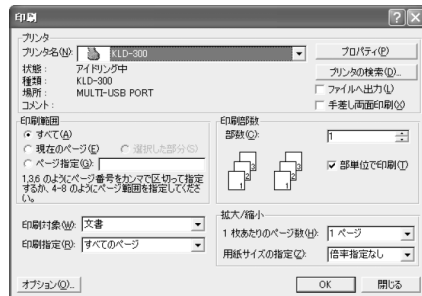 印刷
プリンタ
プリンタ名(N): KLD-300
プロパティ(P)
状態: アイドリング中
プリンタの検索(D)...
種類: KLD-300
場所: MULTI-USB PORT
ファイルへ出力(L)
コメント:
手差し両面印刷(X)
印刷範囲
すべて(A)
現在のページ(E)
選択した部分(S)
ページ指定(G):
1,3,6 のようにページ番号をカンマで区切って指定
するか、4-8 のようにページ範囲を指定してくださ
い。
印刷部数
部数(C): 1
1 1 2 2 3 3
部単位で印刷(T)
印刷対象(W): 文書
印刷指定(R): すべてのページ
拡大/縮小
1 枚あたりのページ数(H): 1 ページ
用紙サイズの指定(Z): 倍率指定なし
オプション(O)...
OK
閉じる